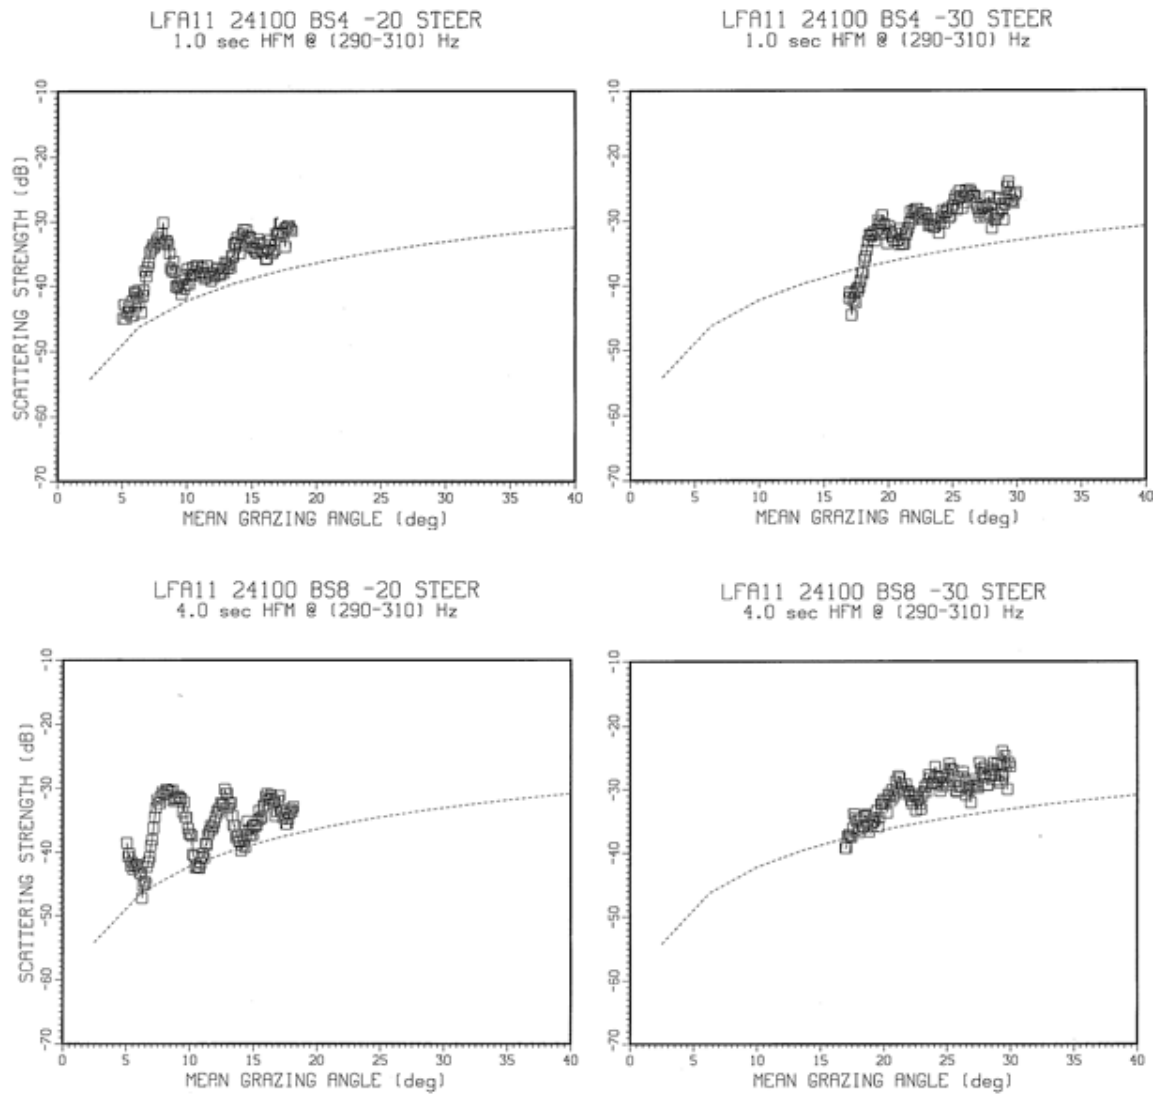 LFA11 24100 BS4 -20 STEER
1.0 sec HFM @ (290-310) Hz
SCATTERING STRENGTH (dB)
-10
-20
-30
-40
-50
-60
-70
0 5 10 15 20 25 30 35 40
MEAN GRAZING ANGLE (deg)
LFA11 24100 BS4 -30 STEER
1.0 sec HFM @ (290-310) Hz
-10
-20
-30
-40
-50
-60
-70
0 5 10 15 20 25 30 35 40
MEAN GRAZING ANGLE (deg)
LFA11 24100 BS8 -20 STEER
4.0 sec HFM @ (290-310) Hz
SCATTERING STRENGTH (dB)
-10
-20
-30
-40
-50
-60
-70
0 5 10 15 20 25 30 35 40
MEAN GRAZING ANGLE (deg)
LFA11 24100 BS8 -30 STEER
4.0 sec HFM @ (290-310) Hz
-10
-20
-30
-40
-50
-60
-70
0 5 10 15 20 25 30 35 40
MEAN GRAZING ANGLE (deg)